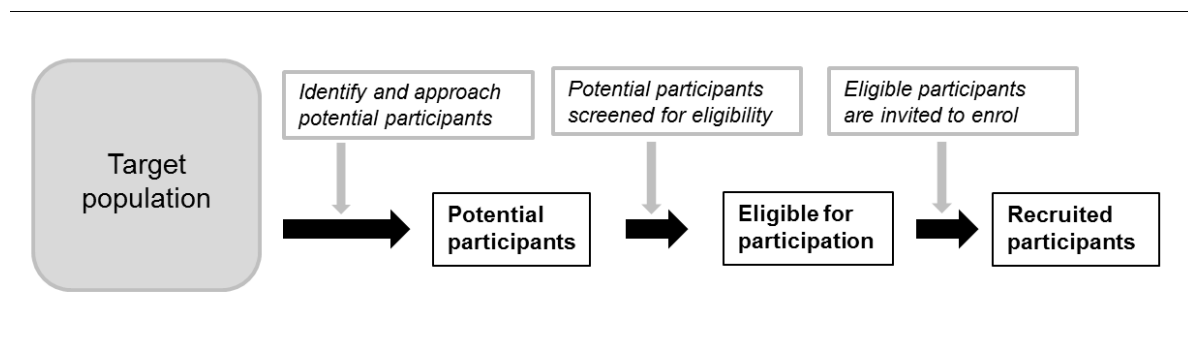 Target
population
Identify and approach
potential participants
Potential
participants
Potential participants
screened for eligibility
Eligible for
participation
Eligible participants
are invited to enrol
Recruited
participants